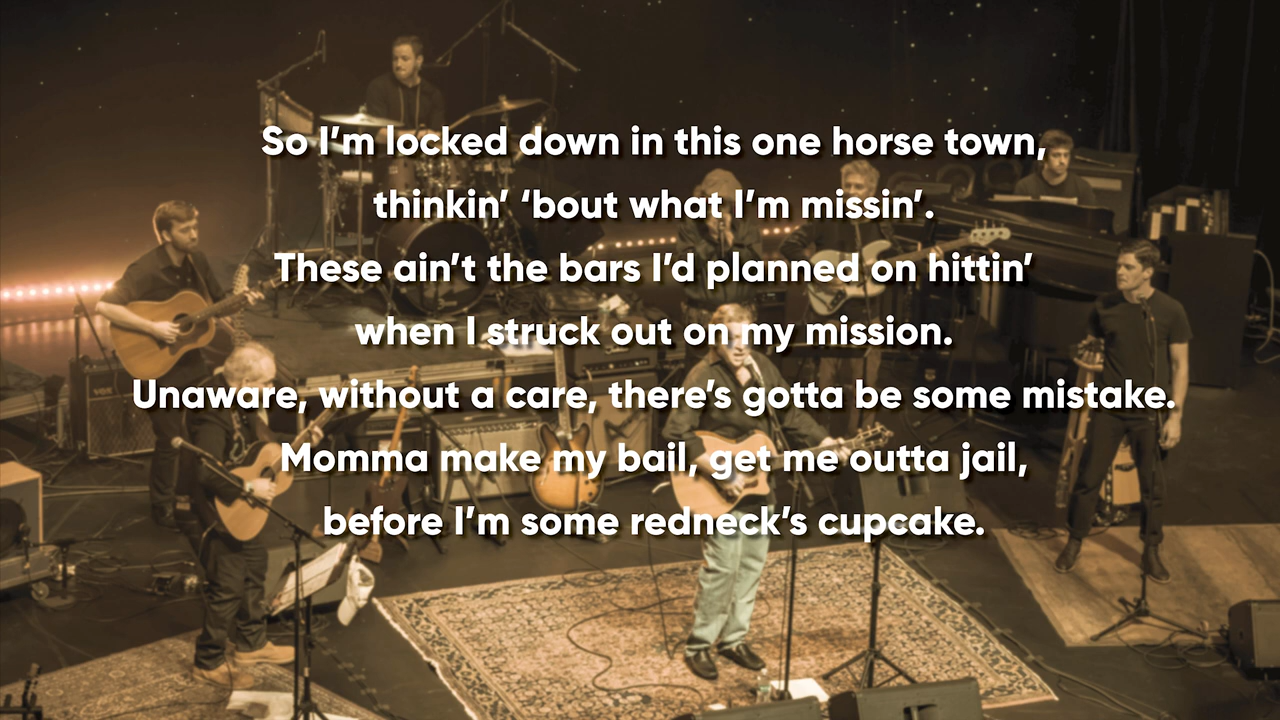 So I’m locked down in this one horse town,
thinkin’ ‘bout what I’m missin’.
These ain’t the bars I’d planned on hittin’
when I struck out on my mission.
Unaware, without a care, there’s gotta be some mistake.
Momma make my bail, get me outta jail,
before I’m some redneck’s cupcake.